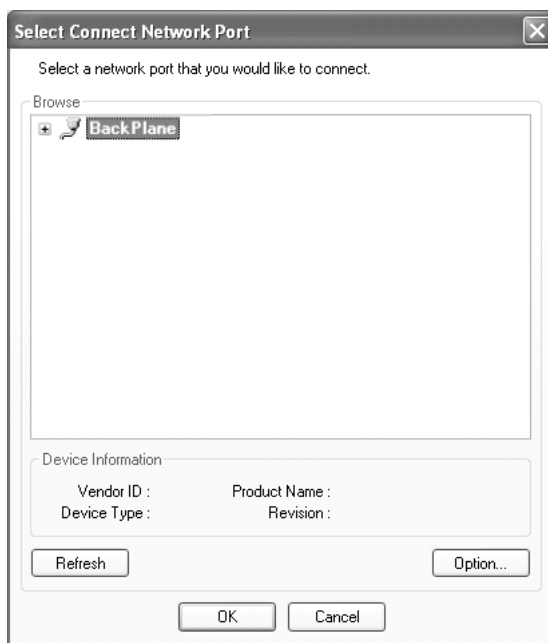 Select Connect Network Port
Select a network port that you would like to connect.
Browse
BackPlane
Device Information
Vendor ID : Product Name :
Device Type : Revision :
Refresh Option...
OK Cancel